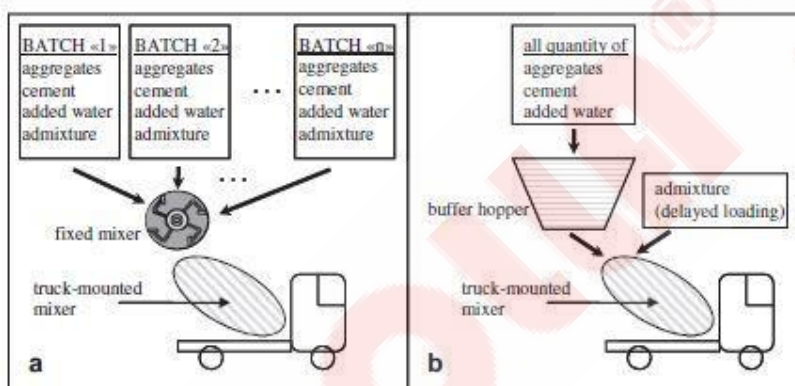 BATCH «1»
aggregates
cement
added water
admixture
BATCH «2»
aggregates
cement
added water
admixture
...
BATCH «n»
aggregates
cement
added water
admixture
...
fixed mixer
truck-mounted
mixer
a
all quantity of
aggregates
cement
added water
buffer hopper
admixture
(delayed loading)
truck-mounted
mixer
b